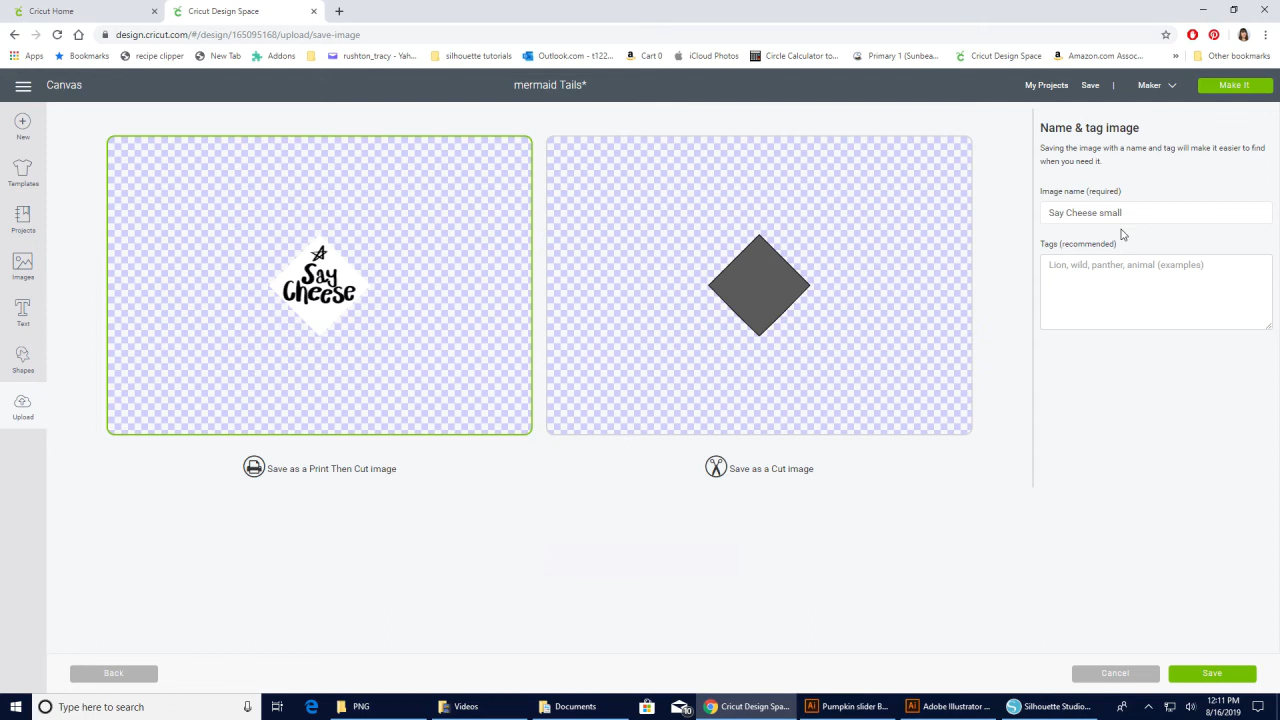 Cricut Home
Cricut Design Space
design.cricut.com/#/design/165095168/upload/save-image
Apps
Bookmarks
recipe clipper
New Tab
Addons
rushton_tracy - Yah...
silhouette tutorials
Outlook.com - t122...
Cart 0
iCloud Photos
Circle Calculator to...
Primary 1 (Sunbea...
Cricut Design Space
Amazon.com Assoc...
»
Other bookmarks
Canvas
mermaid Tails*
My Projects
Save
|
Maker
Make It
New
Templates
Projects
Images
Text
Shapes
Upload
Say
Cheese
Save as a Print Then Cut image
Save as a Cut image
Name & tag image
Saving the image with a name and tag will make it easier to find
when you need it.
Image name (required)
Say Cheese small
Tags (recommended)
Lion, wild, panther, animal (examples)
Back
Cancel
Save
Type here to search
PNG
Videos
Documents
10
Cricut Design Spa...
Pumpkin slider B...
Adobe Illustrator ...
Silhouette Studio...
12:11 PM
8/16/2019